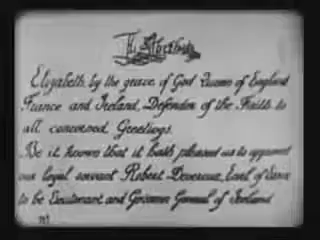 Elizabeth by the grace of God Queene of England
France and Ireland, Defender of the Faith to
all concerned Greetings.
Be it known that it hath pleased us to appoint
our loyal servant Robert Devereux, Earl of Essex
to be Lieutenant and Governor General of Ireland